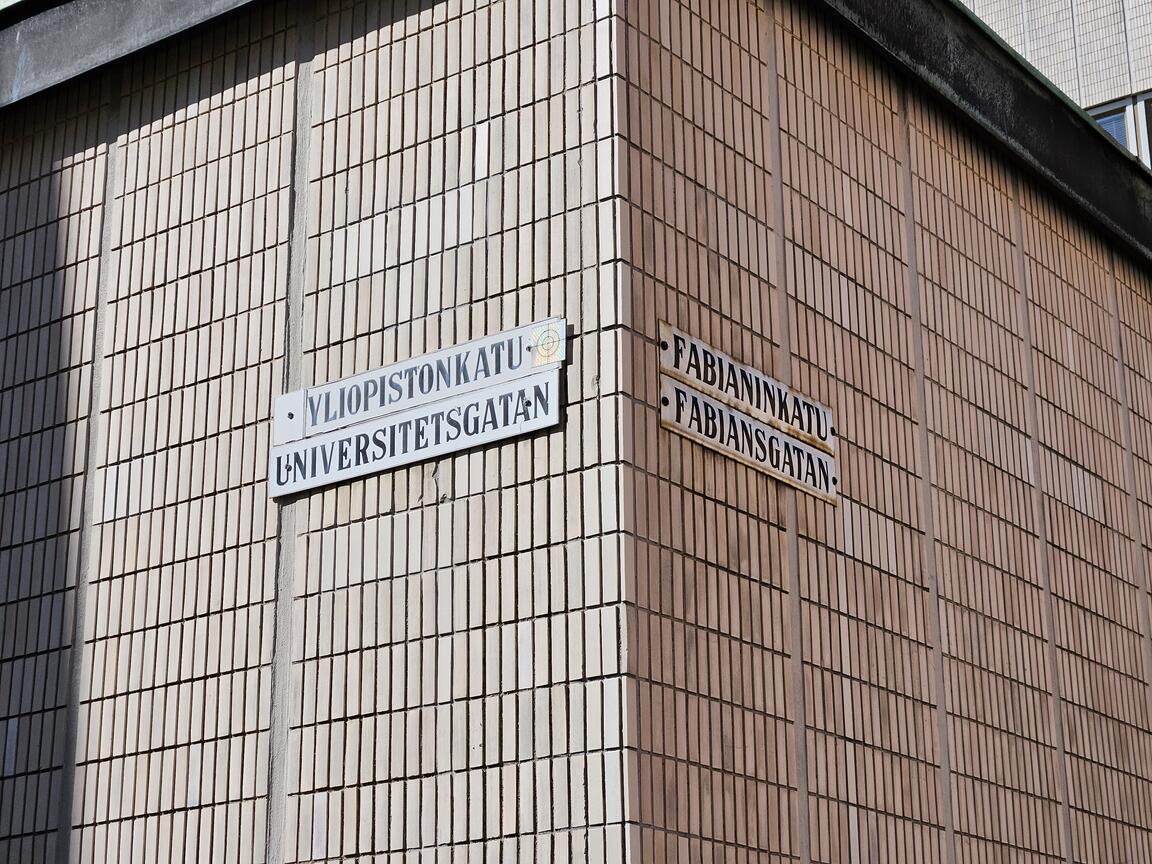 YLIOPISTONKATU
UNIVERSITETSGATAN
FABIANINKATU
FABIANSGATAN